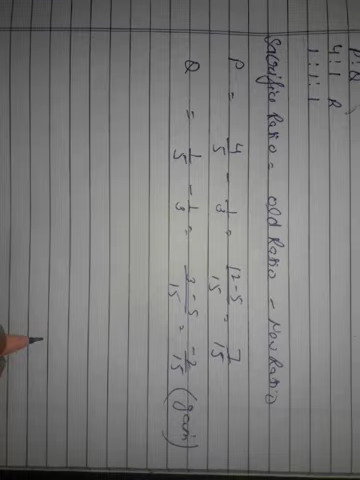 P : Q
4 : 1 R
1 : 1 : 1
Sacrifice Ratio = Old Ratio - New Ratio
P = 4/5 - 1/3 = 12-5/15 = 7/15
Q = 1/5 - 1/3 = 3-5/15 = -2/15 (gain)